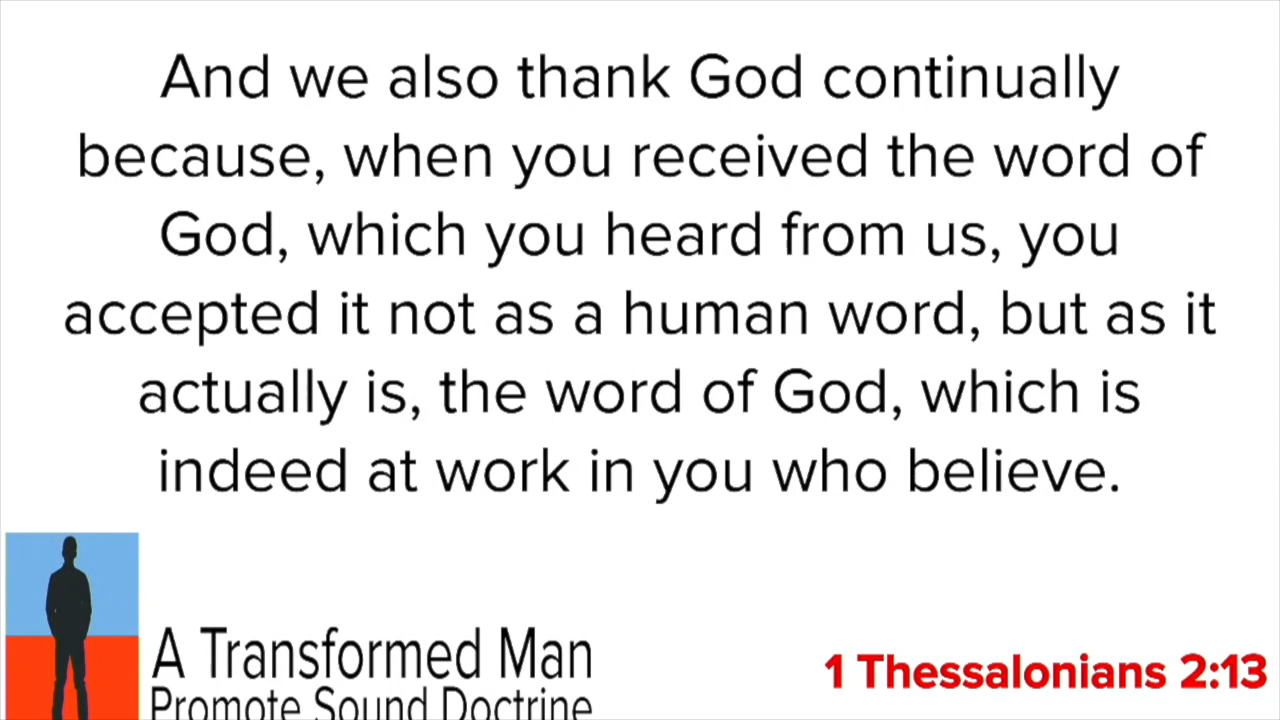 And we also thank God continually
because, when you received the word of
God, which you heard from us, you
accepted it not as a human word, but as it
actually is, the word of God, which is
indeed at work in you who believe.
A Transformed Man
Promote Sound Doctrine
1 Thessalonians 2:13